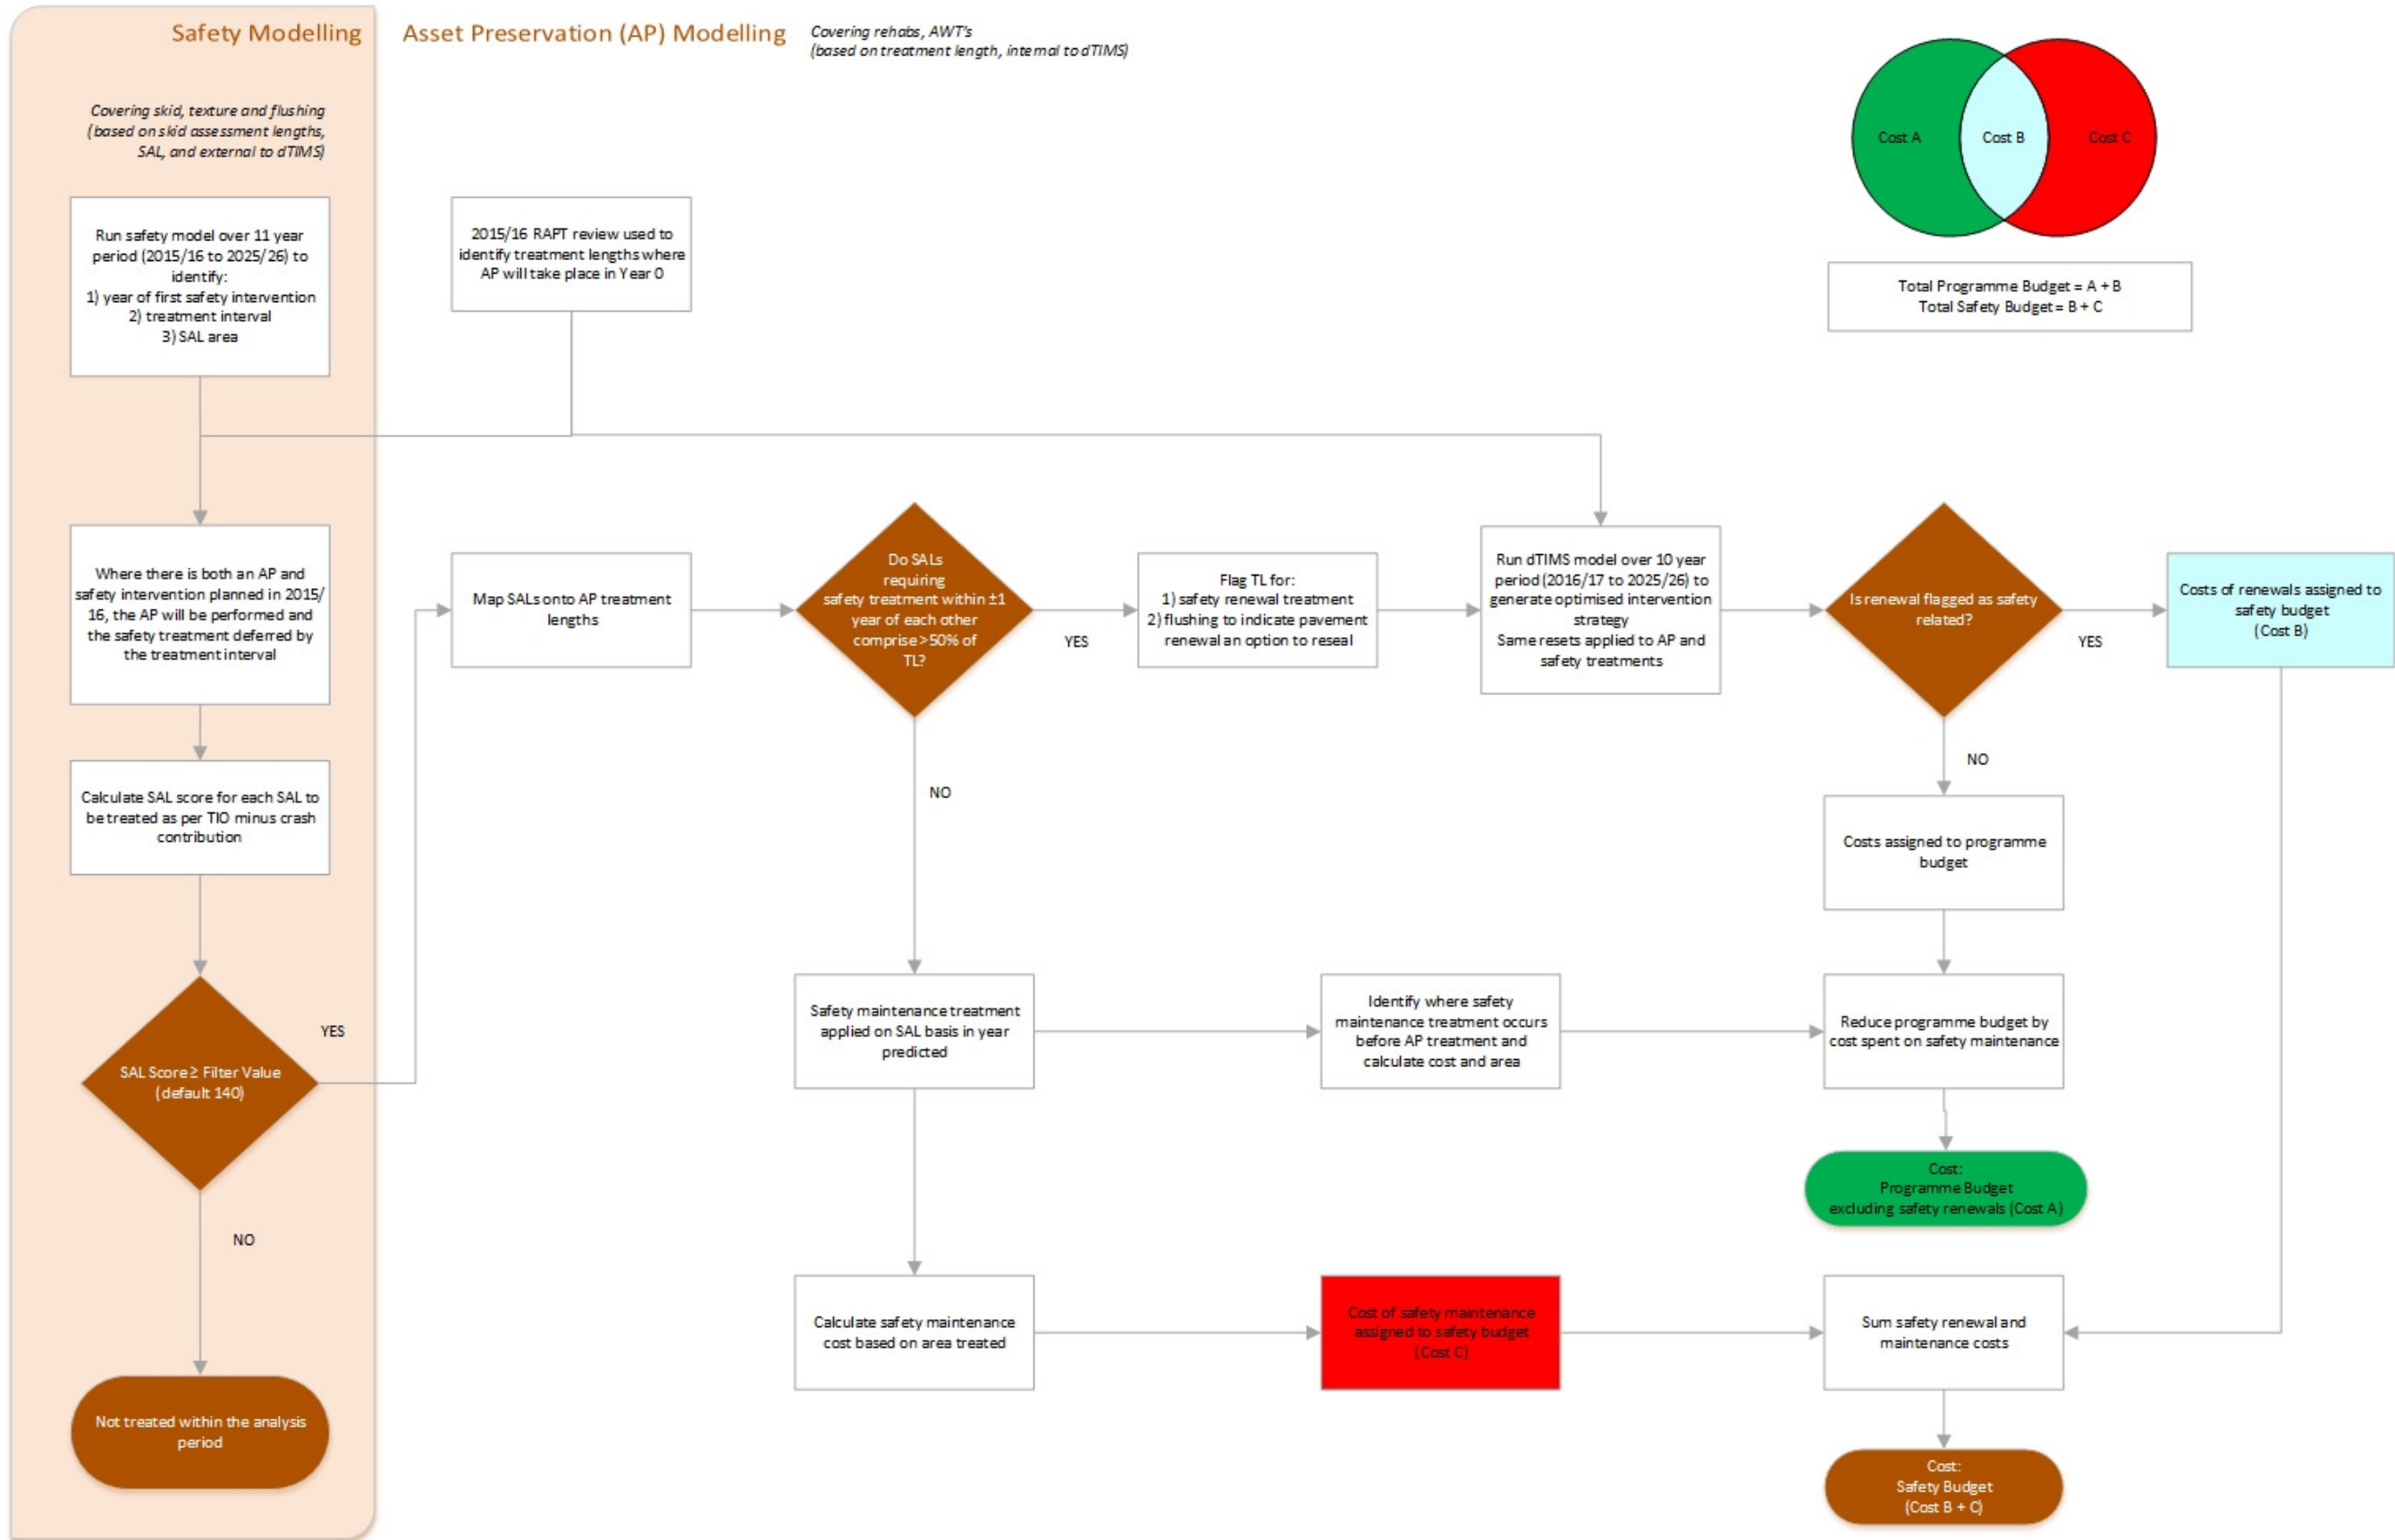 Safety Modelling
Asset Preservation (AP) Modelling
Covering rehabs, AWT's
(based on treatment length, internal to dTIMS)
Covering skid, texture and flushing
(based on skid assessment lengths,
SAL, and external to dTIMS)
Cost A
Cost B
Cost C
Total Programme Budget = A + B
Total Safety Budget = B + C
Run safety model over 11 year
period (2015/16 to 2025/26) to
identify:
1) year of first safety intervention
2) treatment interval
3) SAL area
2015/16 RAPT review used to
identify treatment lengths where
AP will take place in Year 0
Where there is both an AP and
safety intervention planned in 2015/
16, the AP will be performed and
the safety treatment deferred by
the treatment interval
Map SALs onto AP treatment
lengths
Do SALs
requiring
safety treatment within ±1
year of each other
comprise >50% of
TL?
YES
Flag TL for:
1) safety renewal treatment
2) flushing to indicate pavement
renewal an option to reseal
Run dTIMS model over 10 year
period (2016/17 to 2025/26) to
generate optimised intervention
strategy
Same resets applied to AP and
safety treatments
Is renewal flagged as safety
related?
YES
Costs of renewals assigned to
safety budget
(Cost B)
NO
NO
Calculate SAL score for each SAL to
be treated as per TIO minus crash
contribution
Costs assigned to programme
budget
SAL Score ≥ Filter Value
(default 140)
YES
NO
Safety maintenance treatment
applied on SAL basis in year
predicted
Identify where safety
maintenance treatment occurs
before AP treatment and
calculate cost and area
Reduce programme budget by
cost spent on safety maintenance
Cost:
Programme Budget
excluding safety renewals (Cost A)
Calculate safety maintenance
cost based on area treated
Cost of safety maintenance
assigned to safety budget
(Cost C)
Sum safety renewal and
maintenance costs
Not treated within the analysis
period
Cost:
Safety Budget
(Cost B + C)